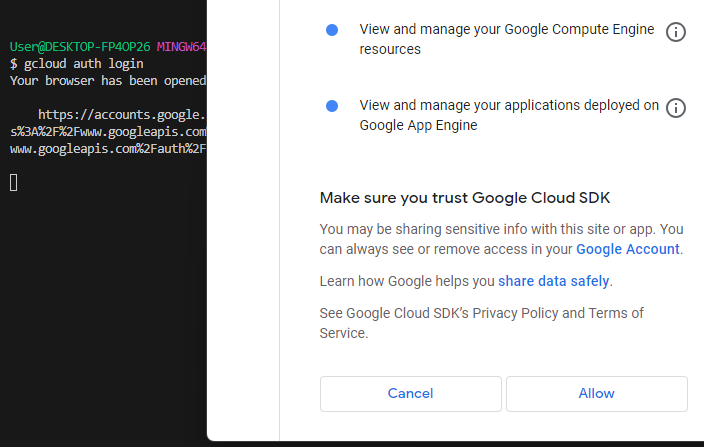 User@DESKTOP-FP4OP26 MINGW64
$ gcloud auth login
Your browser has been opened
https://accounts.google.
s%3A%2F%2Fwww.googleapis.com
www.googleapis.com%2Fauth%2F
View and manage your Google Compute Engine
resources
View and manage your applications deployed on
Google App Engine
Make sure you trust Google Cloud SDK
You may be sharing sensitive info with this site or app. You
can always see or remove access in your Google Account.
Learn how Google helps you share data safely.
See Google Cloud SDK's Privacy Policy and Terms of
Service.
Cancel
Allow